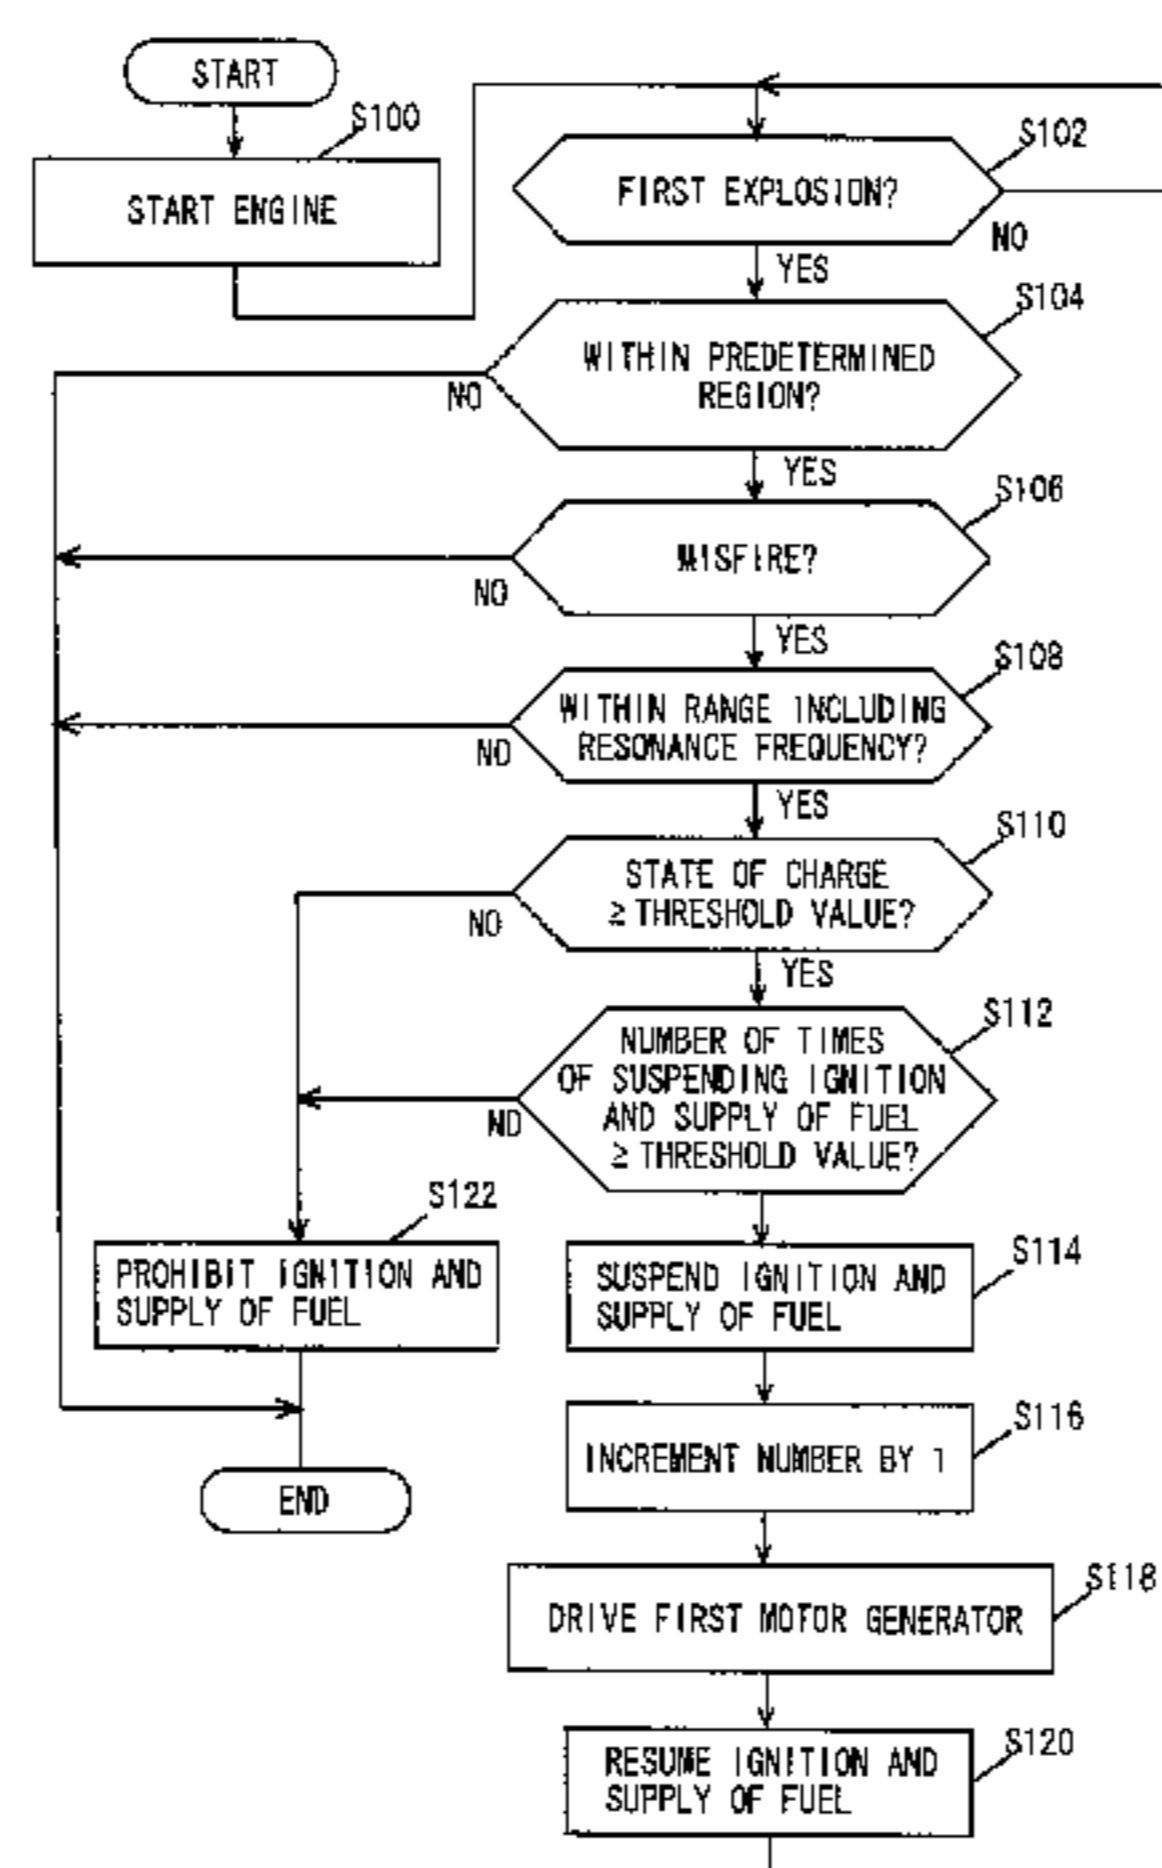 START
S100
START ENGINE
S102
FIRST EXPLOSION?
NO
YES
S104
WITHIN PREDETERMINED
REGION?
NO
YES
S106
MISFIRE?
NO
YES
S108
WITHIN RANGE INCLUDING
RESONANCE FREQUENCY?
NO
YES
S110
STATE OF CHARGE
≥ THRESHOLD VALUE?
NO
YES
S112
NUMBER OF TIMES
OF SUSPENDING IGNITION
AND SUPPLY OF FUEL
≥ THRESHOLD VALUE?
NO
S122
PROHIBIT IGNITION AND
SUPPLY OF FUEL
S114
SUSPEND IGNITION AND
SUPPLY OF FUEL
S116
INCREMENT NUMBER BY 1
END
S118
DRIVE FIRST MOTOR GENERATOR
S120
RESUME IGNITION AND
SUPPLY OF FUEL